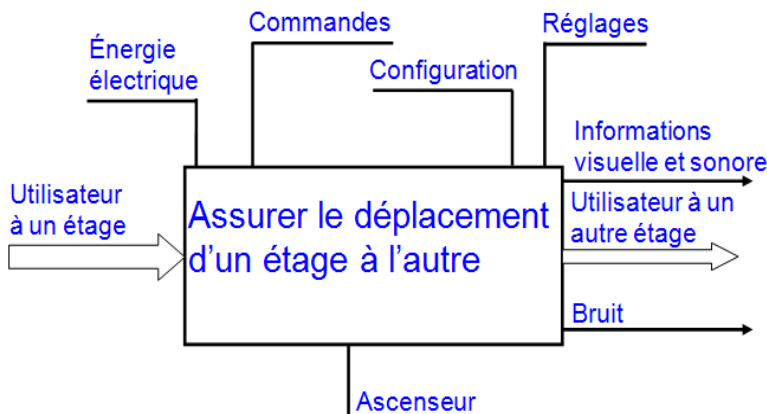 Commandes
Réglages
Énergie
électrique
Configuration
Informations
visuelle et sonore
Utilisateur
à un étage
Assurer le déplacement
d’un étage à l’autre
Utilisateur à un
autre étage
Bruit
Ascenseur